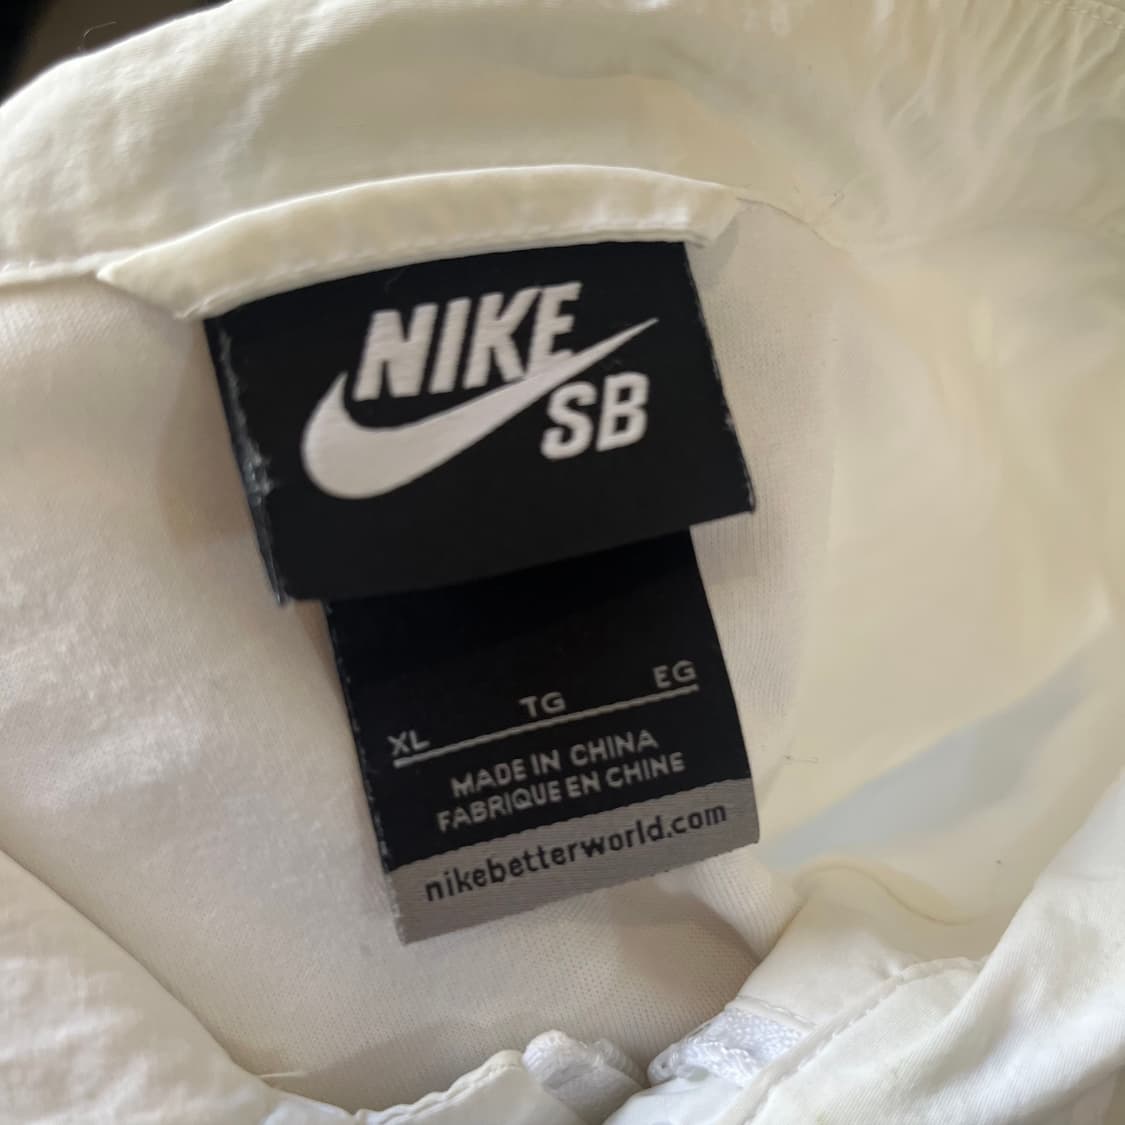 NIKE
SB
XL TG EG
MADE IN CHINA
FABRIQUE EN CHINE
nikebetterworld.com